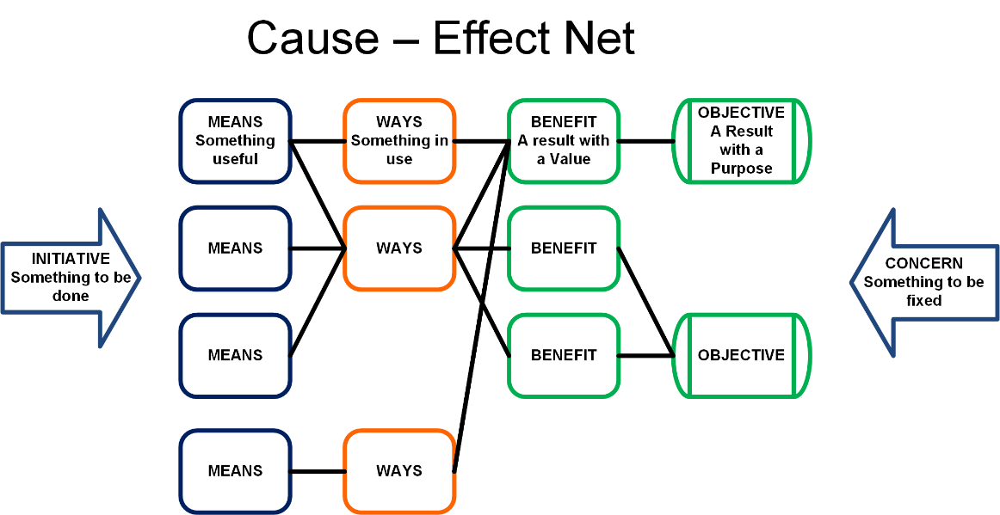 Cause – Effect Net
MEANS
Something
useful
WAYS
Something in
use
BENEFIT
A result with
a Value
OBJECTIVE
A Result
with a
Purpose
INITIATIVE
Something to be
done
MEANS
WAYS
BENEFIT
CONCERN
Something to be
fixed
MEANS
BENEFIT
OBJECTIVE
MEANS
WAYS